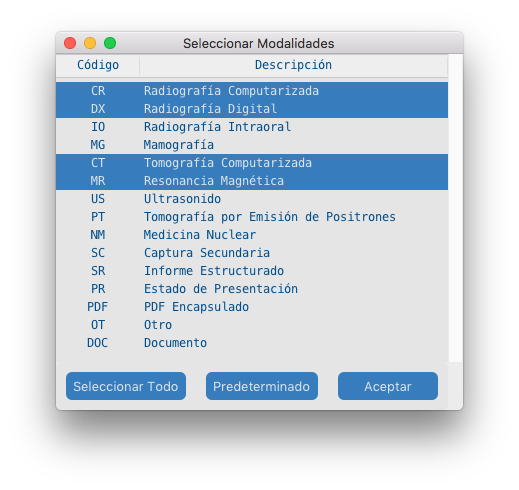 Seleccionar Modalidades
Código Descripción
CR Radiografía Computarizada
DX Radiografía Digital
IO Radiografía Intraoral
MG Mamografía
CT Tomografía Computarizada
MR Resonancia Magnética
US Ultrasonido
PT Tomografía por Emisión de Positrones
NM Medicina Nuclear
SC Captura Secundaria
SR Informe Estructurado
PR Estado de Presentación
PDF PDF Encapsulado
OT Otro
DOC Documento
Seleccionar Todo Predeterminado Aceptar